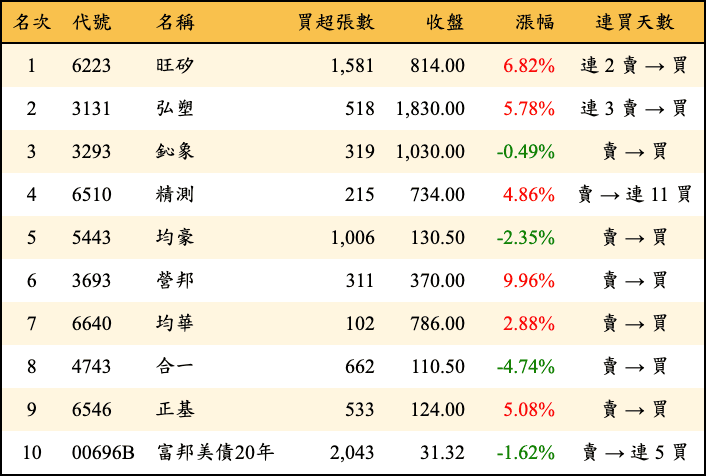 名次 代號 名稱 買超張數 收盤 漲幅 連買天數
1 6223 旺矽 1,581 814.00 6.82% 連 2 賣 → 買
2 3131 弘塑 518 1,830.00 5.78% 連 3 賣 → 買
3 3293 鈊象 319 1,030.00 -0.49% 賣 → 買
4 6510 精測 215 734.00 4.86% 賣 → 連 11 買
5 5443 均豪 1,006 130.50 -2.35% 賣 → 買
6 3693 營邦 311 370.00 9.96% 賣 → 買
7 6640 均華 102 786.00 2.88% 賣 → 買
8 4743 合一 662 110.50 -4.74% 賣 → 買
9 6546 正基 533 124.00 5.08% 賣 → 買
10 00696B 富邦美債20年 2,043 31.32 -1.62% 賣 → 連 5 買